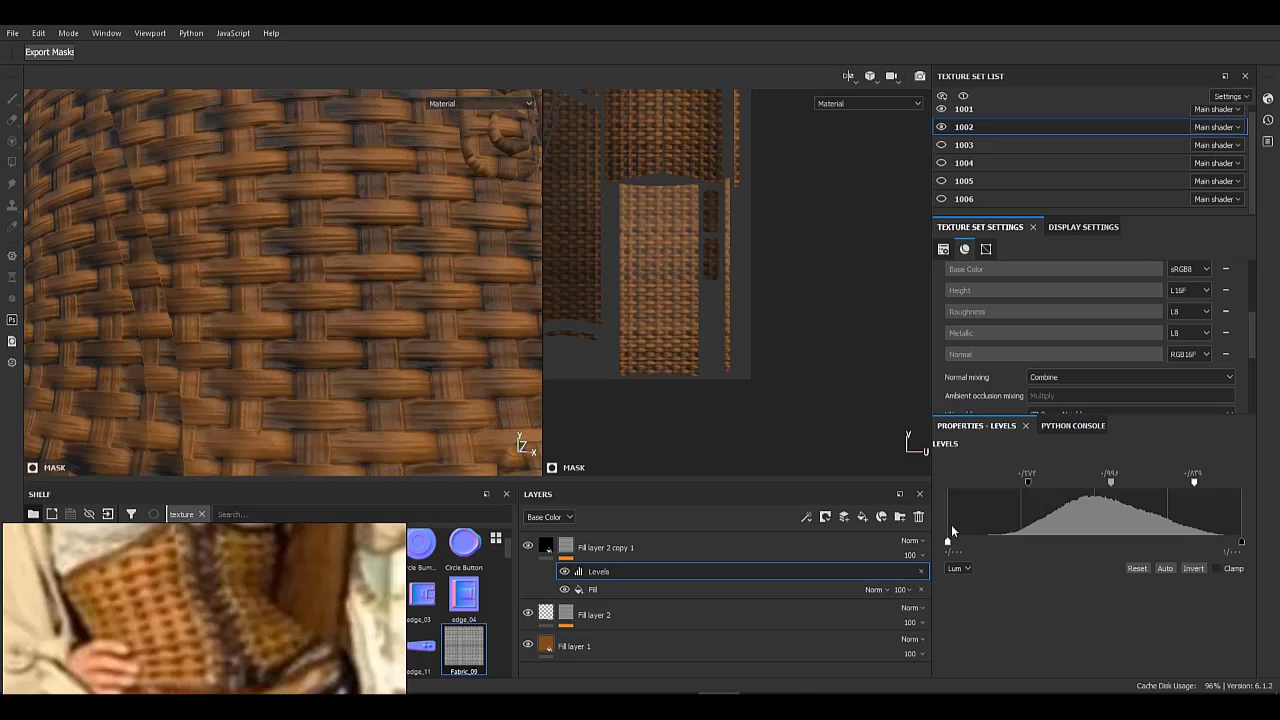 File Edit Mode Window Viewport Python JavaScript Help
Export Masks
Material
Material
MASK
MASK
TEXTURE SET LIST
Settings
1001 Main shader
1002 Main shader
1003 Main shader
1004 Main shader
1005 Main shader
1006 Main shader
TEXTURE SET SETTINGS DISPLAY SETTINGS
Base Color sRGB8
Height L16F
Roughness L8
Metallic L8
Normal RGB16F
Normal mixing Combine
Ambient occlusion mixing Multiply
PROPERTIES - LEVELS PYTHON CONSOLE
LEVELS
Lum Reset Auto Invert Clamp
SHELF
texture Search...
Circle Button
edge_03 edge_04
edge_11 Fabric_09
LAYERS
Base Color
Fill layer 2 copy 1 Norm 100
Levels
Fill Norm 100
Fill layer 2 Norm 100
Fill layer 1 Norm 100
Cache Disk Usage: 96% | Version: 6.1.2